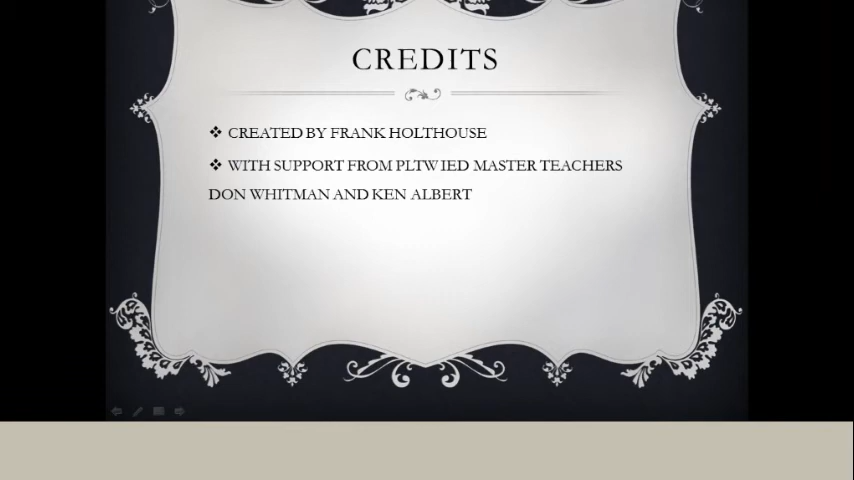 CREDITS
❖ CREATED BY FRANK HOLTHOUSE
❖ WITH SUPPORT FROM PLTW IED MASTER TEACHERS
DON WHITMAN AND KEN ALBERT